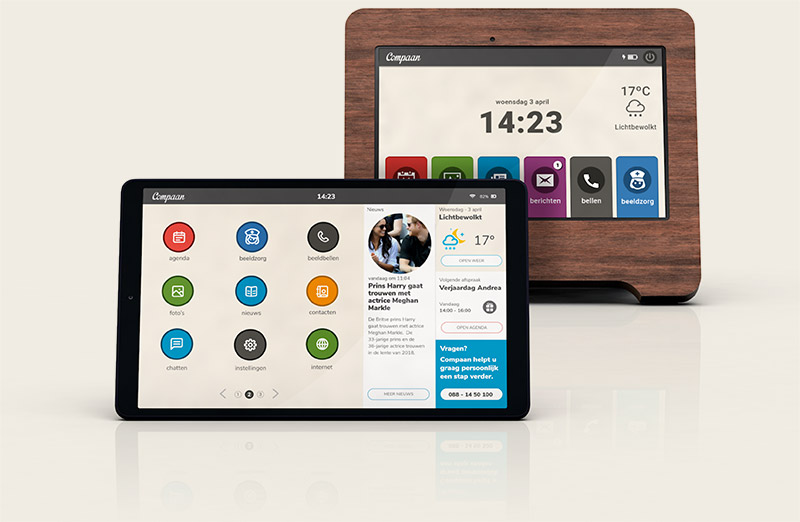 Compaan
woensdag 3 april
14:23
17°C
Lichtbewolkt
1
berichten
bellen
beeldzorg
Compaan
14:23
82%
agenda
beeldzorg
beeldbellen
foto's
nieuws
contacten
chatten
instellingen
internet
1 2 3
Nieuws
vandaag om 11:04
Prins Harry gaat
trouwen met
actrice Meghan
Markle
De Britse prins Harry
gaat trouwen met actrice
Meghan Markle. De
33-jarige prins en de
36-jarige actrice trouwen
in de lente van 2018.
MEER NIEUWS
Woensdag - 3 april
Lichtbewolkt
17°
OPEN WEER
Volgende afspraak
Verjaardag Andrea
Vandaag
14:00 - 16:00
OPEN AGENDA
Vragen?
Compaan helpt u
graag persoonlijk
een stap verder.
088 - 14 50 100